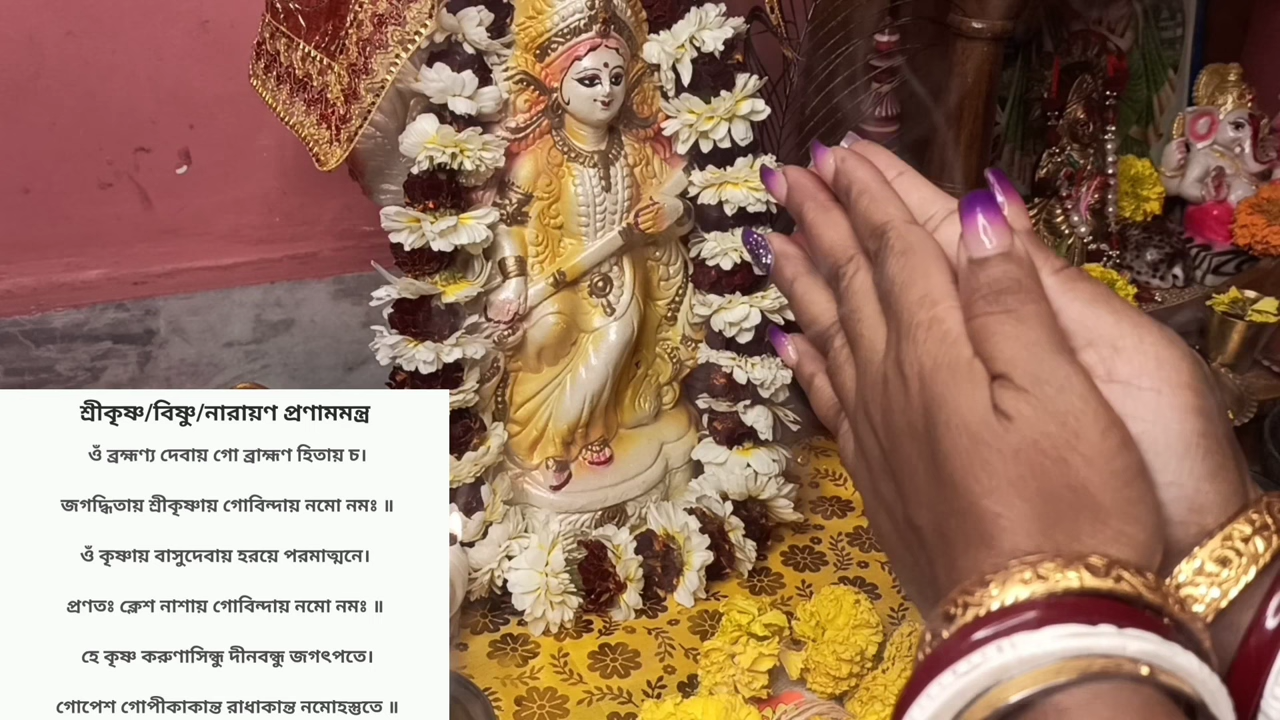 শ্রীকৃষ্ণ/বিষ্ণু/নারায়ণ প্রণামমন্ত্র
ওঁ ব্রহ্মণ্য দেবায় গো ব্রাহ্মণ হিতায় চ।
জগদ্ধিতায় শ্রীকৃষ্ণায় গোবিন্দায় নমো নমঃ ॥
ওঁ কৃষ্ণায় বাসুদেবায় হরয়ে পরমাত্মনে।
প্রণতঃ ক্লেশ নাশায় গোবিন্দায় নমো নমঃ ॥
হে কৃষ্ণ করুণাসিন্ধু দীনবন্ধু জগৎপতে।
গোপেশ গোপীকাকান্ত রাধাকান্ত নমোহস্তুতে ॥